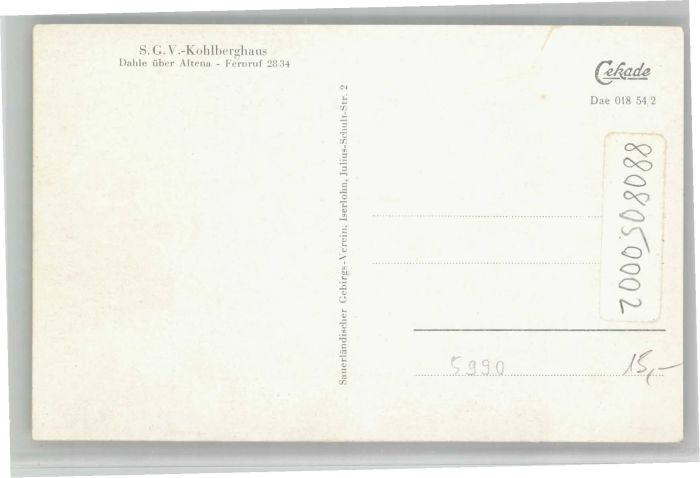 S.G.V.-Kohlberghaus
Dahle über Altena - Fernruf 2834
Sauerländischer Gebirgs-Verein, Iserlohn, Julius-Schult-Str. 2
Cekade
Dae 018 54/2
8808050002
5990
15,-